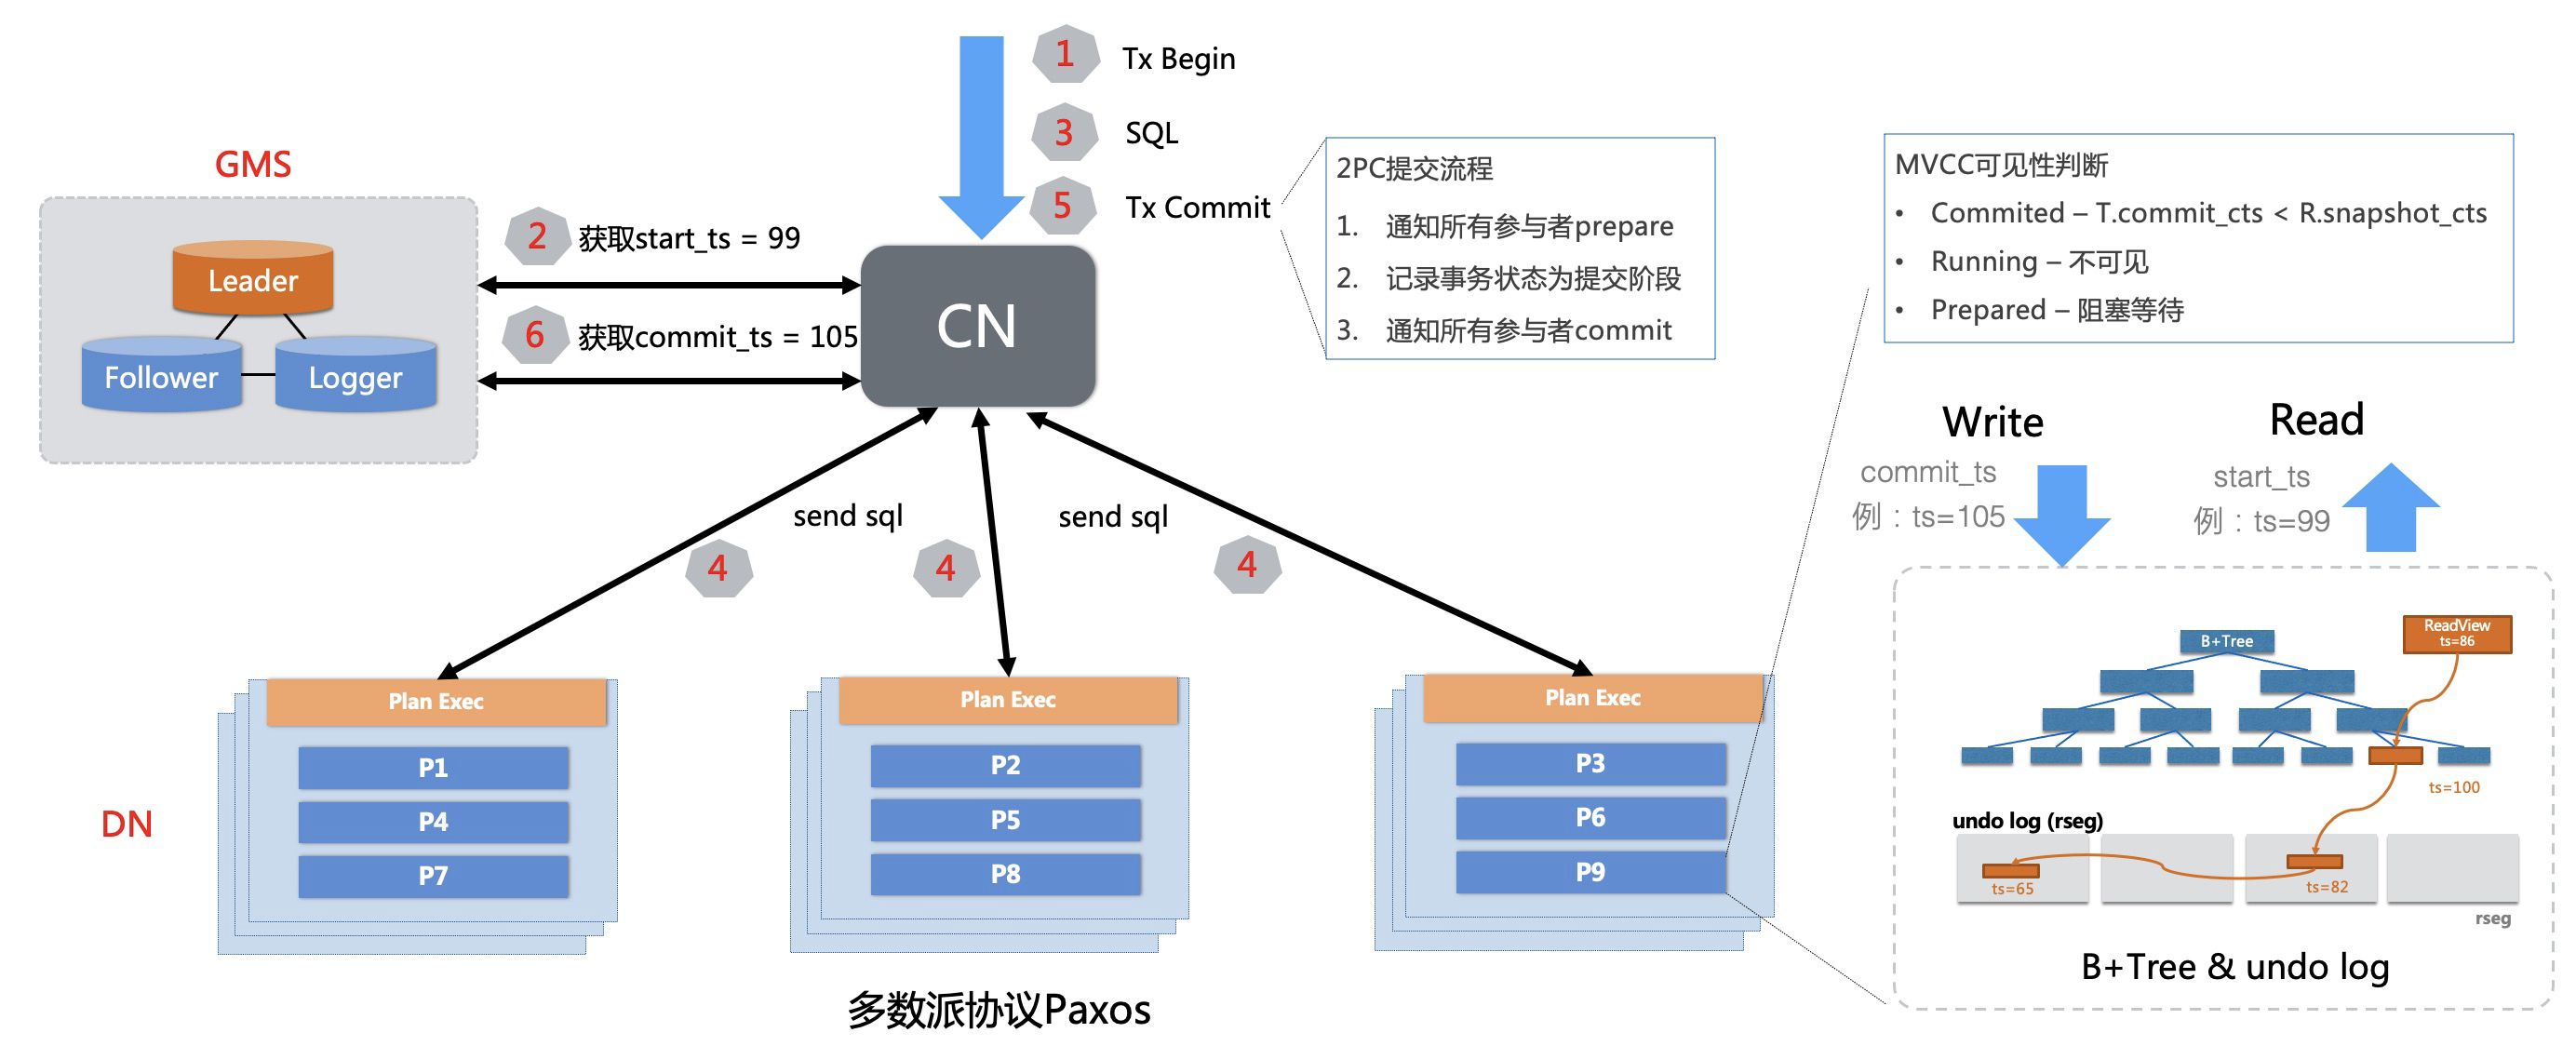 1
Tx Begin
3
SQL
5
Tx Commit
GMS
Leader
Follower
Logger
2
获取start_ts = 99
6
获取commit_ts = 105
CN
2PC提交流程
1. 通知所有参与者prepare
2. 记录事务状态为提交阶段
3. 通知所有参与者commit
MVCC可见性判断
• Commited – T.commit_cts < R.snapshot_cts
• Running – 不可见
• Prepared – 阻塞等待
send sql
send sql
4
4
4
Write
commit_ts
例：ts=105
Read
start_ts
例：ts=99
DN
Plan Exec
P1
P4
P7
Plan Exec
P2
P5
P8
Plan Exec
P3
P6
P9
多数派协议Paxos
B+Tree
ReadView
ts=86
ts=100
undo log (rseg)
ts=65
ts=82
rseg
B+Tree & undo log